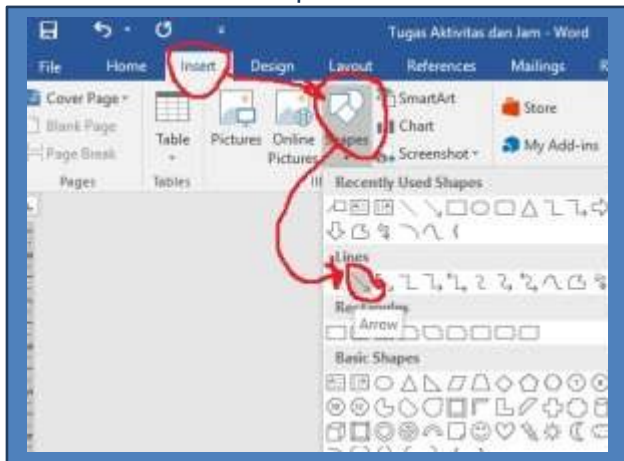 Tugas Aktivitas dan Jam - Word
File Home Insert Design Layout References Mailings
Cover Page
Blank Page
Page Break
Pages
Table
Tables
Pictures
Online
Pictures
Shapes
SmartArt
Chart
Screenshot
Store
My Add-ins
Recently Used Shapes
Lines
Rectangles
Arrow
Basic Shapes